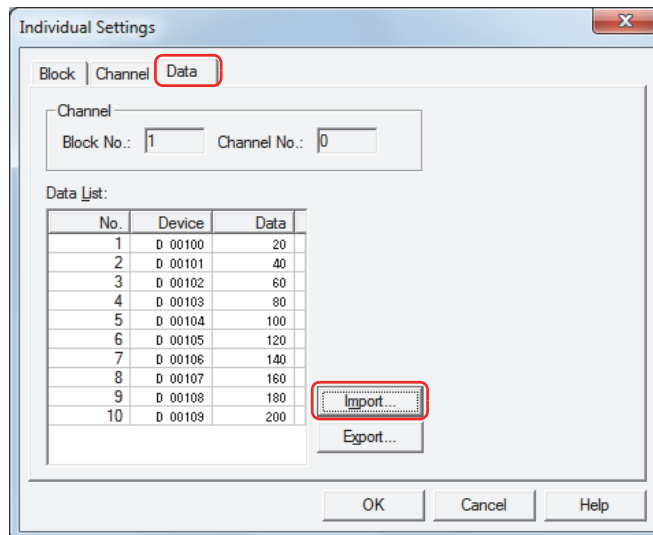 Individual Settings
Block Channel Data
Channel
Block No.: 1 Channel No.: 0
Data List:
No. Device Data
1 D 00100 20
2 D 00101 40
3 D 00102 60
4 D 00103 80
5 D 00104 100
6 D 00105 120
7 D 00106 140
8 D 00107 160
9 D 00108 180
10 D 00109 200
Import...
Export...
OK Cancel Help